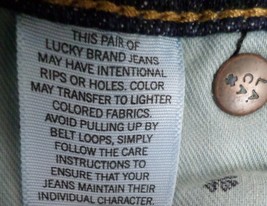 THIS PAIR OF
LUCKY BRAND JEANS
MAY HAVE INTENTIONAL
RIPS OR HOLES. COLOR
MAY TRANSFER TO LIGHTER
COLORED FABRICS.
AVOID PULLING UP BY
BELT LOOPS, SIMPLY
FOLLOW THE CARE
INSTRUCTIONS TO
ENSURE THAT YOUR
JEANS MAINTAIN THEIR
INDIVIDUAL CHARACTER.